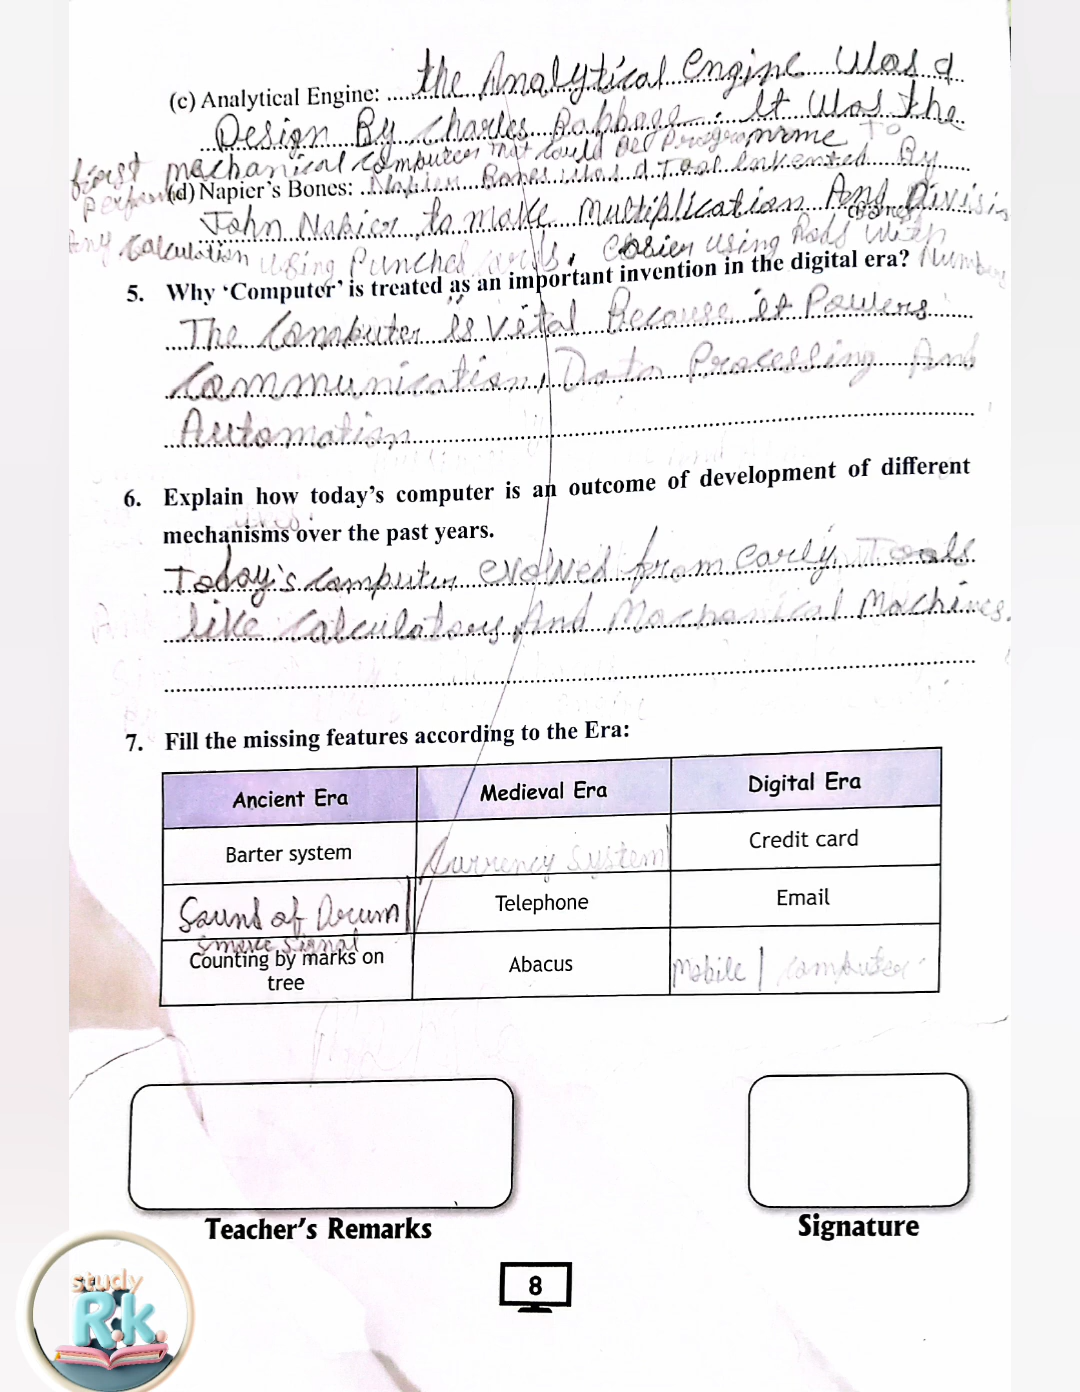 (c) Analytical Engine: the Analytical Engine Was a
Design By Charles Babbage. It Was the
first mechanical computer that could be programme to
perform
(d) Napier's Bones: Napier Bones was a Tool Invented By
John Napier to make Multiplication And Division
Any calculation using Punched cards. easier using Rods with Numbers
5. Why ‘Computer’ is treated as an important invention in the digital era?
The Computer is vital Because it Powers
Communication, Data Processing And
Automation
6. Explain how today's computer is an outcome of development of different
mechanisms over the past years.
Today's computer evolved from early Tools
like Calculators And Machanical Machines.
7. Fill the missing features according to the Era:
Ancient Era Medieval Era Digital Era
Barter system Currency System Credit card
Sound of Drum Telephone Email
Smoke Signal
Counting by marks on Abacus Mobile / Computer
tree
Teacher's Remarks Signature
8
study
R.k.